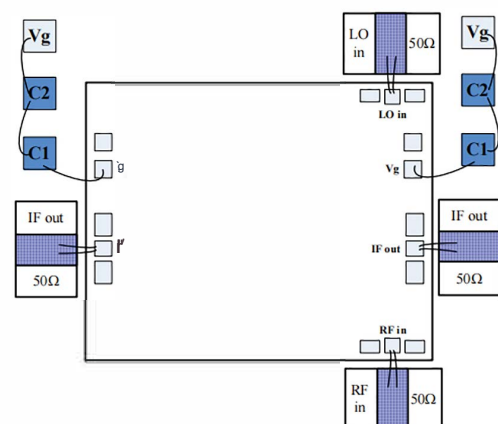 Vg
C2
C1
LO
in
50Ω
Vg
C2
C1
LO in
Vg
IF out
50Ω
IF out
IF out
50Ω
RF in
RF
in
50Ω